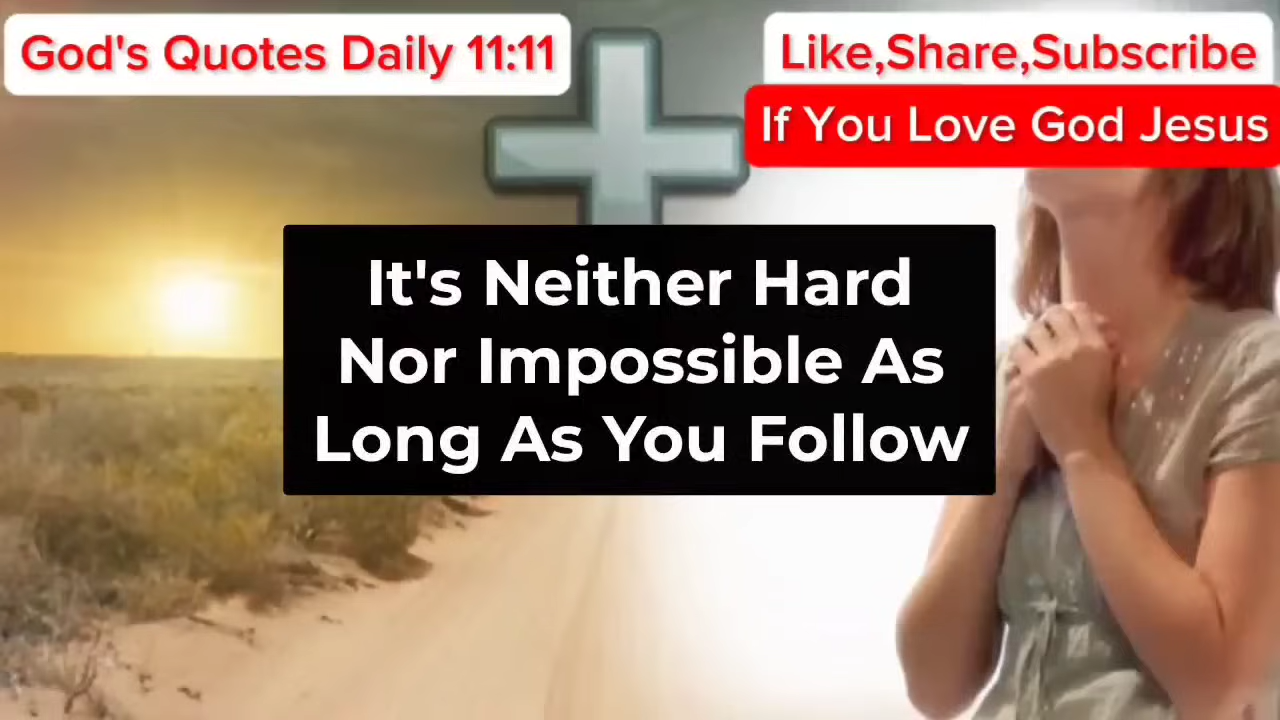 God's Quotes Daily 11:11
Like,Share,Subscribe
If You Love God Jesus
It's Neither Hard
Nor Impossible As
Long As You Follow